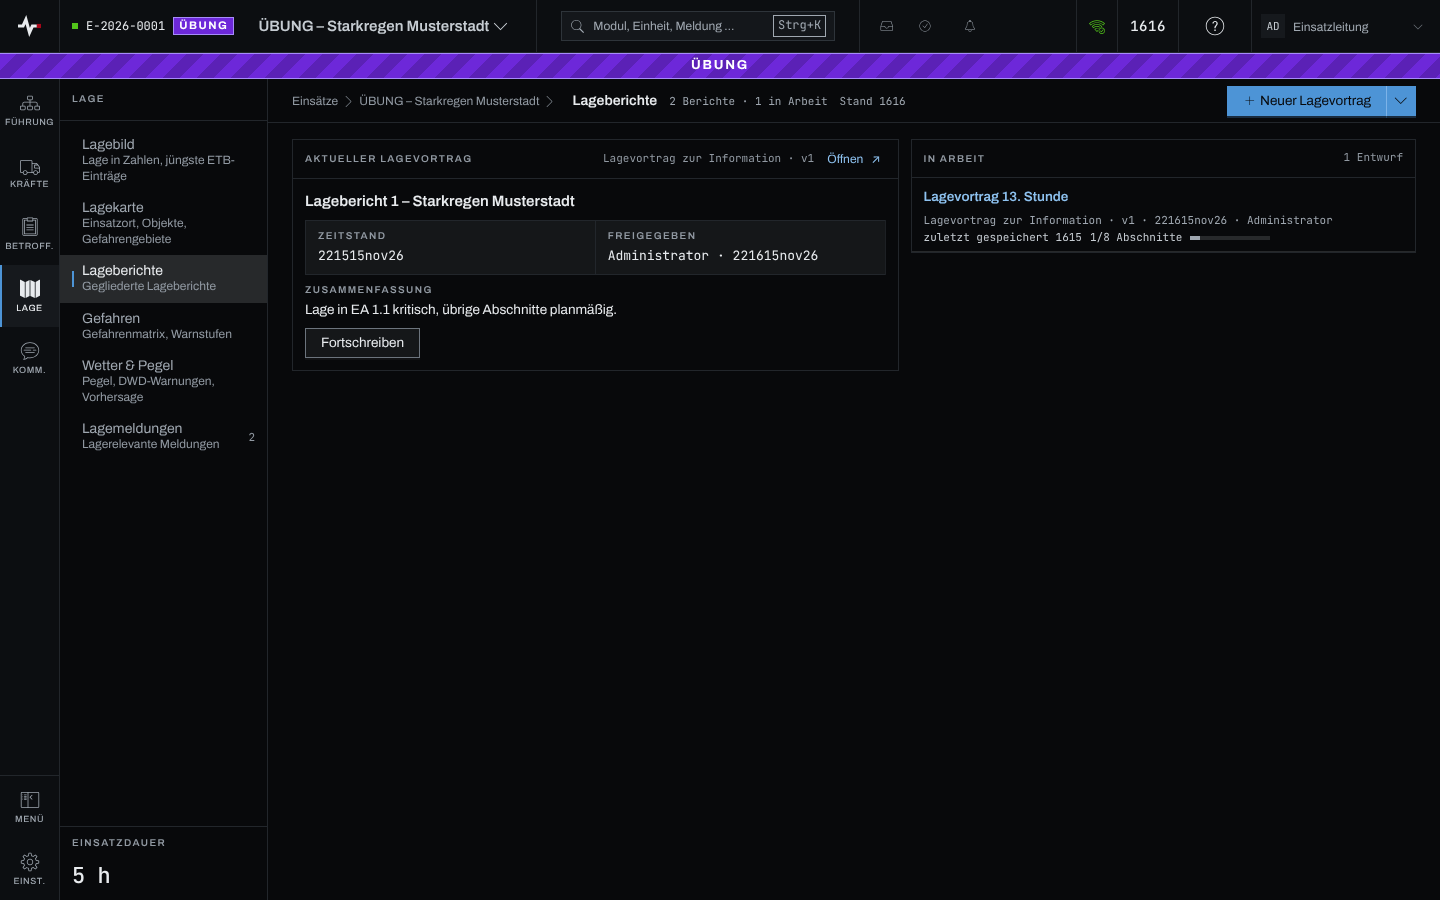 E-2026-0001 ÜBUNG ÜBUNG – Starkregen Musterstadt
Modul, Einheit, Meldung ... Strg+K
1616
?
AD Einsatzleitung
ÜBUNG
FÜHRUNG
KRÄFTE
BETROFF.
LAGE
KOMM.
MENÜ
EINST.
LAGE
Lagebild
Lage in Zahlen, jüngste ETB-
Einträge
Lagekarte
Einsatzort, Objekte,
Gefahrengebiete
Lageberichte
Gegliederte Lageberichte
Gefahren
Gefahrenmatrix, Warnstufen
Wetter & Pegel
Pegel, DWD-Warnungen,
Vorhersage
Lagemeldungen
Lagerelevante Meldungen 2
EINSATZDAUER
5 h
Einsätze ÜBUNG – Starkregen Musterstadt Lageberichte 2 Berichte · 1 in Arbeit Stand 1616
+ Neuer Lagevortrag
AKTUELLER LAGEVORTRAG Lagevortrag zur Information · v1 Öffnen
Lagebericht 1 – Starkregen Musterstadt
ZEITSTAND
221515nov26
FREIGEGEBEN
Administrator · 221615nov26
ZUSAMMENFASSUNG
Lage in EA 1.1 kritisch, übrige Abschnitte planmäßig.
Fortschreiben
IN ARBEIT 1 Entwurf
Lagevortrag 13. Stunde
Lagevortrag zur Information · v1 · 221615nov26 · Administrator
zuletzt gespeichert 1615 1/8 Abschnitte